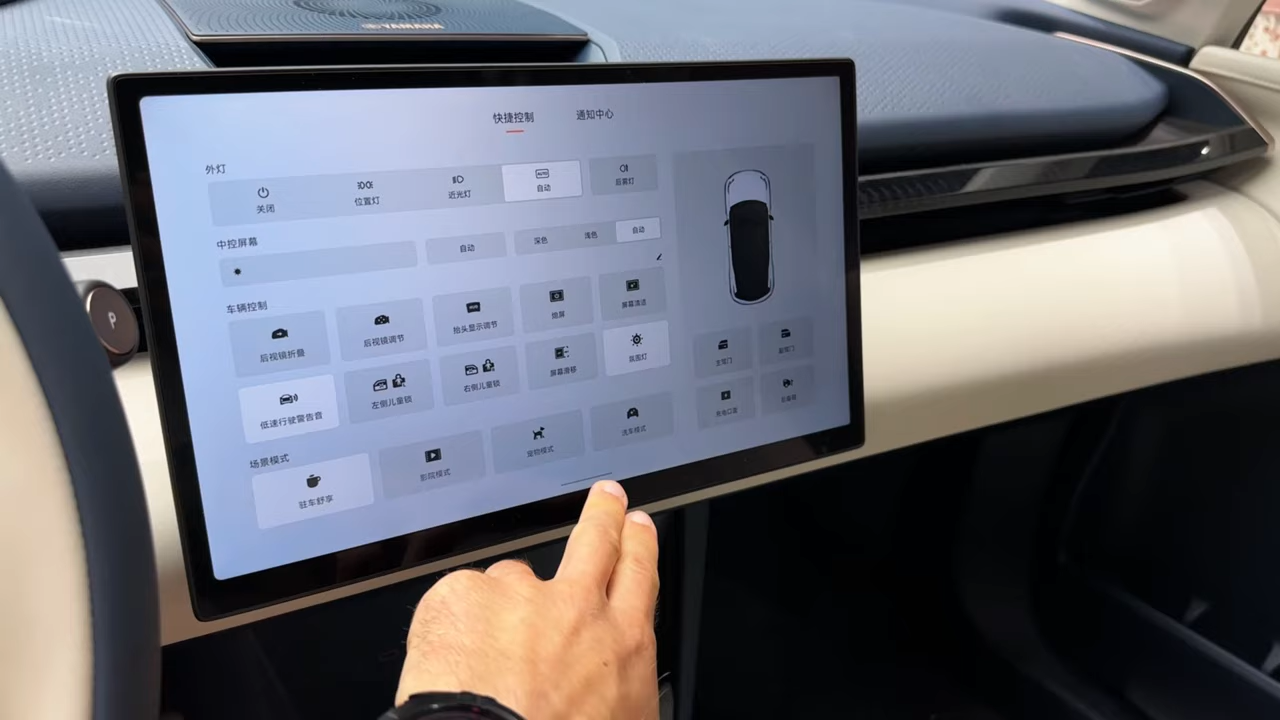 YAMAHA
快捷控制 通知中心
外灯
关闭 位置灯 近光灯 AUTO 自动 后雾灯
中控屏幕
自动 深色 浅色 自动
车辆控制
后视镜折叠 后视镜调节 抬头显示调节 熄屏 屏幕清洁
低速行驶警告音 左侧儿童锁 右侧儿童锁 屏幕滑移 氛围灯
主驾门 副驾门
充电口盖 后背箱
场景模式
驻车舒享 影院模式 宠物模式 洗车模式
P